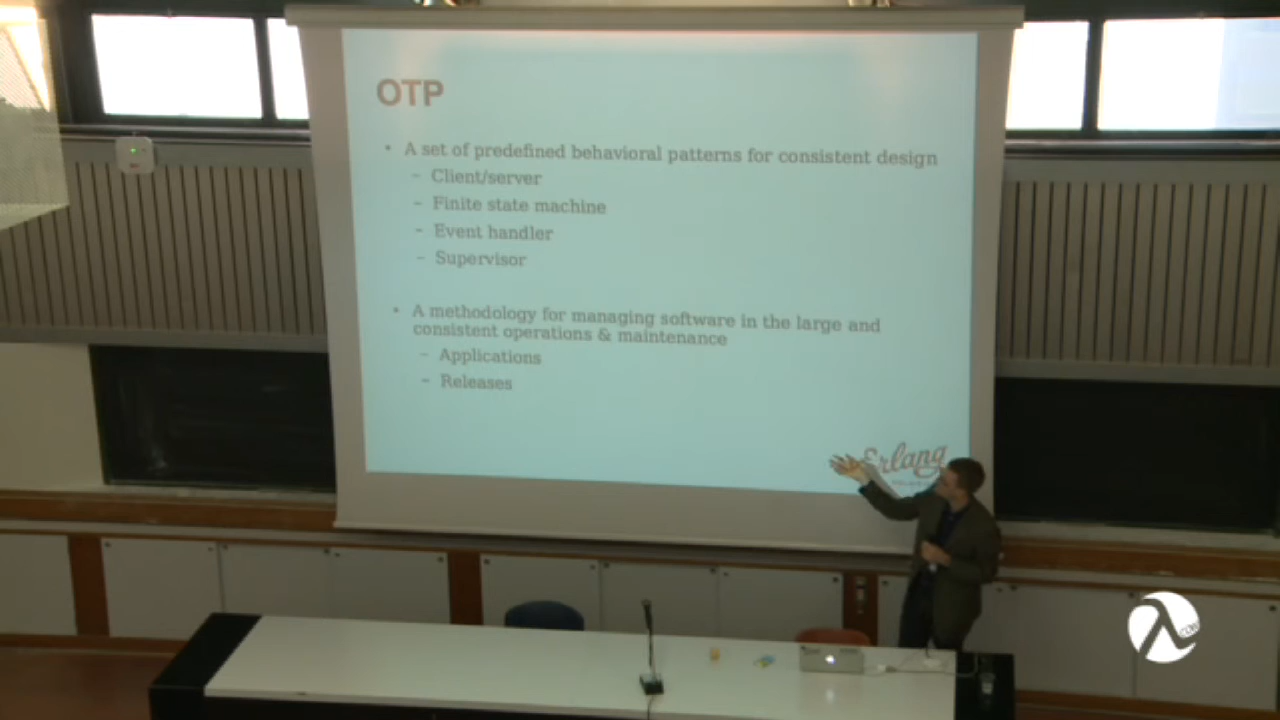 OTP
• A set of predefined behavioral patterns for consistent design
– Client/server
– Finite state machine
– Event handler
– Supervisor
• A methodology for managing software in the large and
consistent operations & maintenance
– Applications
– Releases
Erlang
λ COM